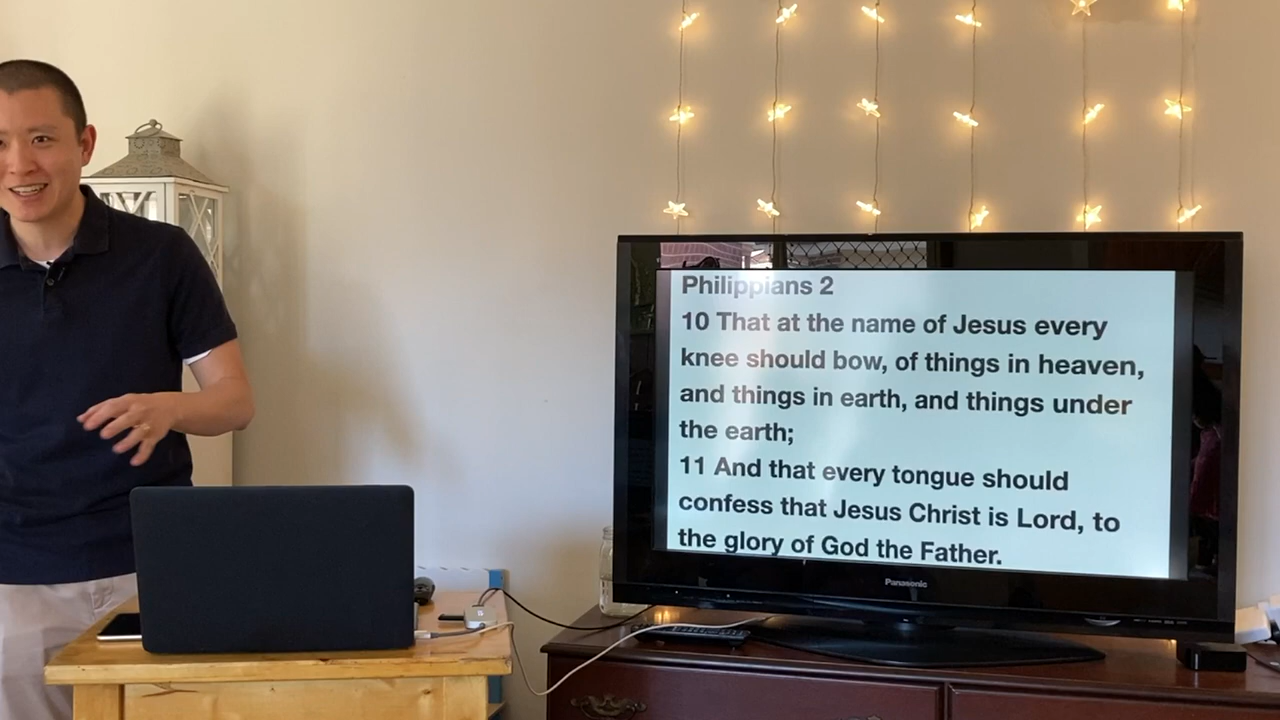 Philippians 2
10 That at the name of Jesus every
knee should bow, of things in heaven,
and things in earth, and things under
the earth;
11 And that every tongue should
confess that Jesus Christ is Lord, to
the glory of God the Father.
Panasonic